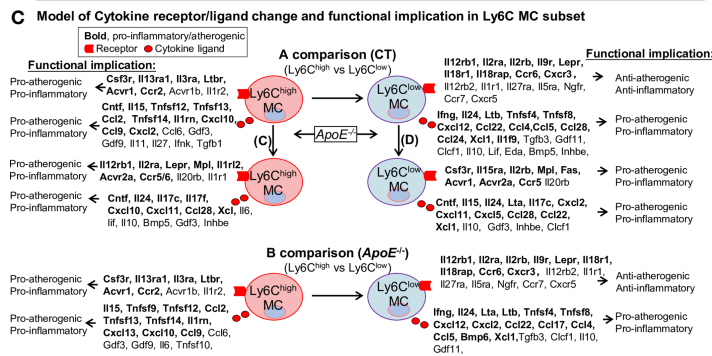 C Model of Cytokine receptor/ligand change and functional implication in Ly6C MC subset
Bold, pro-inflammatory/atherogenic
Receptor Cytokine ligand
A comparison (CT)
(Ly6Chigh vs Ly6Clow)
Functional implication:
Functional implication:
Pro-atherogenic
Pro-inflammatory
Csf3r, Il13ra1, Il3ra, Ltbr,
Acvr1, Ccr2, Acvr1b, Il1r2,
Pro-atherogenic
Pro-inflammatory
Cntf, Il15, Tnfsf12, Tnfsf13,
Ccl2, Tnfsf14, Il1rn, Cxcl10,
Ccl9, Cxcl2, Ccl6, Gdf3,
Gdf9, Il11, Il27, Ifnk, Tgfb1
Ly6Chigh
MC
Ly6Clow
MC
Il12rb1, Il2ra, Il2rb, Il9r, Lepr,
Il18r1, Il18rap, Ccr6, Cxcr3,
Il12rb2, Il1r1, Il27ra, Il5ra, Ngfr,
Ccr7, Cxcr5
Anti-atherogenic
Anti-inflammatory
Ifng, Il24, Ltb, Tnfsf4, Tnfsf8,
Cxcl12, Ccl22, Ccl4,Ccl5, Ccl28,
Ccl24, Xcl1, Il1f9, Tgfb3, Gdf11,
Clcf1, Il10, Lif, Eda, Bmp5, Inhbe,
Pro-atherogenic
Pro-inflammatory
(C)
ApoE-/-
(D)
Pro-atherogenic
Pro-inflammatory
Il12rb1, Il2ra, Lepr, Mpl, Il1rl2,
Acvr2a, Ccr5/6, Il20rb, Il1r1
Pro-atherogenic
Pro-inflammatory
Cntf, Il24, Il17c, Il17f,
Cxcl10, Cxcl11, Ccl28, Xcl, Il6,
lif, Il10, Bmp5, Gdf3, Inhbe
Ly6Chigh
MC
Ly6Clow
MC
Csf3r, Il15ra, Il2rb, Mpl, Fas,
Acvr1, Acvr2a, Ccr5 Il20rb
Pro-atherogenic
Pro-inflammatory
Cntf, Il15, Il24, Lta, Il17c, Cxcl2,
Cxcl11, Cxcl5, Ccl28, Ccl22,
Xcl1, Il10, Gdf3, Inhbe, Clcf1
Pro-atherogenic
Pro-inflammatory
B comparison (ApoE-/-)
(Ly6Chigh vs Ly6Clow)
Pro-atherogenic
Pro-inflammatory
Csf3r, Il13ra1, Il3ra, Ltbr,
Acvr1, Ccr2, Acvr1b, Il1r2,
Pro-atherogenic
Pro-inflammatory
Il15, Tnfsf9, Tnfsf12, Ccl2,
Tnfsf13, Tnfsf14, Il1rn,
Cxcl13, Cxcl10, Ccl9, Ccl6,
Gdf3, Gdf9, Il6, Tnfsf10,
Ly6Chigh
MC
Ly6Clow
MC
Il12rb1, Il2ra, Il2rb, Il9r, Lepr, Il18r1,
Il18rap, Ccr6, Cxcr3, Il12rb2, Il1r1,
Il27ra, Il5ra, Ngfr, Ccr7, Cxcr5
Anti-atherogenic
Anti-inflammatory
Ifng, Il24, Lta, Ltb, Tnfsf4, Tnfsf8,
Cxcl12, Cxcl2, Ccl22, Ccl17, Ccl4,
Ccl5, Bmp6, Xcl1,Tgfb3, Clcf1, Il10,
Gdf11,
Pro-atherogenic
Pro-inflammatory